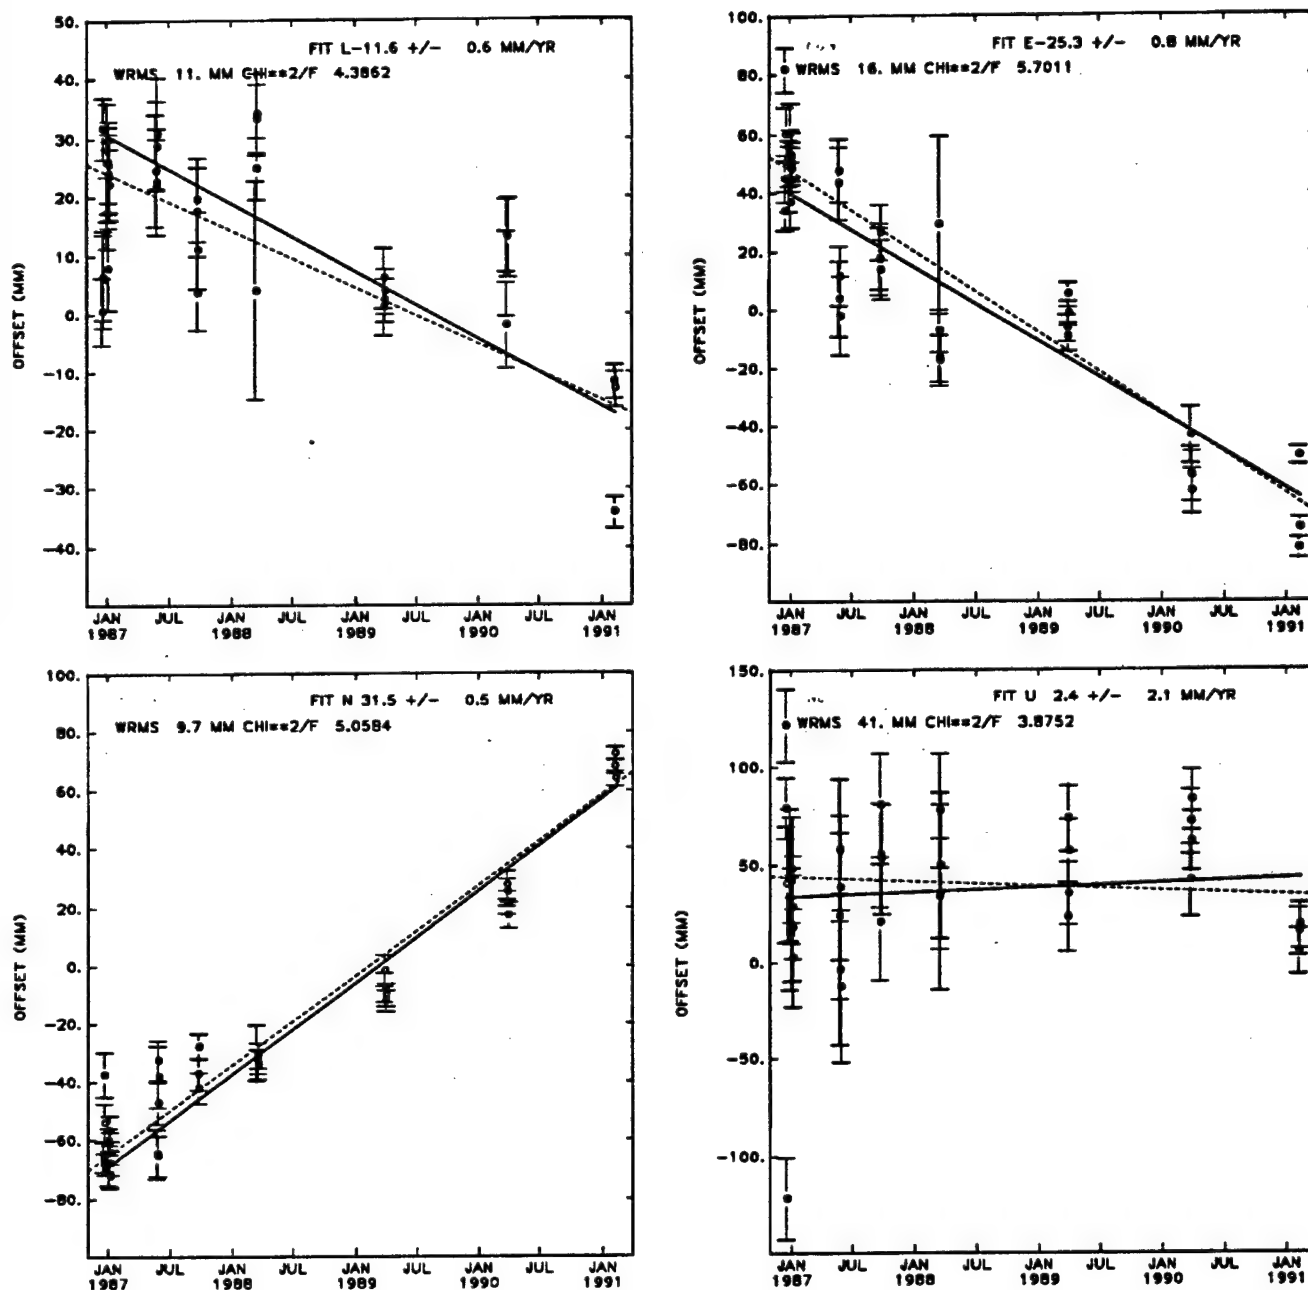 FIT L-11.6 +/- 0.6 MM/YR
WRMS 11. MM CHI**2/F 4.3862
50.
40.
30.
20.
10.
0.
-10.
-20.
-30.
-40.
OFFSET (MM)
JAN JUL JAN JUL JAN JUL JAN JUL JAN
1987 1988 1989 1990 1991
FIT E-25.3 +/- 0.8 MM/YR
WRMS 16. MM CHI**2/F 5.7011
100.
80.
60.
40.
20.
0.
-20.
-40.
-60.
-80.
OFFSET (MM)
JAN JUL JAN JUL JAN JUL JAN JUL JAN
1987 1988 1989 1990 1991
FIT N 31.5 +/- 0.5 MM/YR
WRMS 9.7 MM CHI**2/F 5.0584
100.
80.
60.
40.
20.
0.
-20.
-40.
-60.
-80.
OFFSET (MM)
JAN JUL JAN JUL JAN JUL JAN JUL JAN
1987 1988 1989 1990 1991
FIT U 2.4 +/- 2.1 MM/YR
WRMS 41. MM CHI**2/F 3.8752
150.
100.
50.
0.
-50.
-100.
OFFSET (MM)
JAN JUL JAN JUL JAN JUL JAN JUL JAN
1987 1988 1989 1990 1991